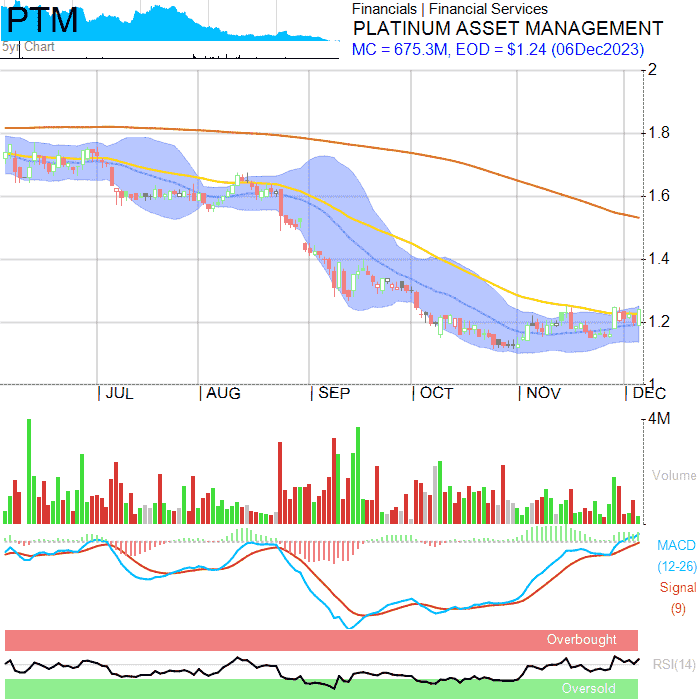 PTM
5yr Chart
Financials | Financial Services
PLATINUM ASSET MANAGEMENT
MC = 675.3M, EOD = $1.24 (06Dec2023)
2
1.8
1.6
1.4
1.2
1
JUL
AUG
SEP
OCT
NOV
DEC
4M
Volume
MACD
(12-26)
Signal
(9)
Overbought
RSI(14)
Oversold